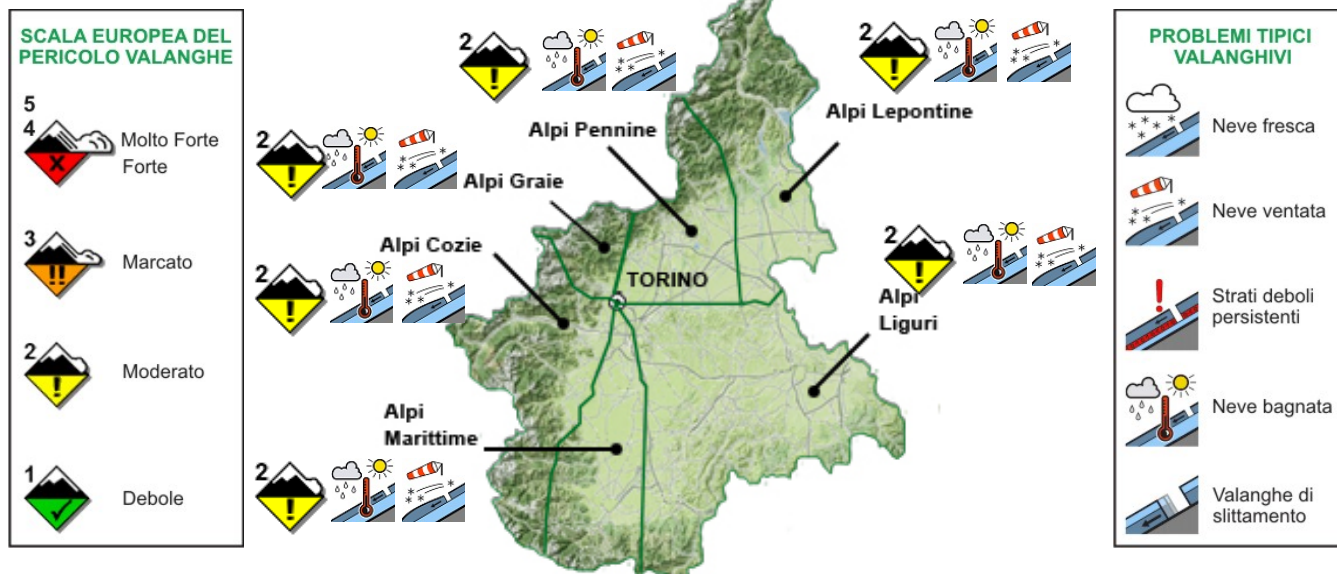 SCALA EUROPEA DEL
PERICOLO VALANGHE
5
4
Molto Forte
Forte
3
Marcato
2
Moderato
1
Debole
2
2
Alpi Pennine
Alpi Lepontine
2
Alpi Graie
Alpi Cozie
2
TORINO
2
Alpi
Liguri
Alpi
Marittime
2
PROBLEMI TIPICI
VALANGHIVI
Neve fresca
Neve ventata
Strati deboli
persistenti
Neve bagnata
Valanghe di
slittamento